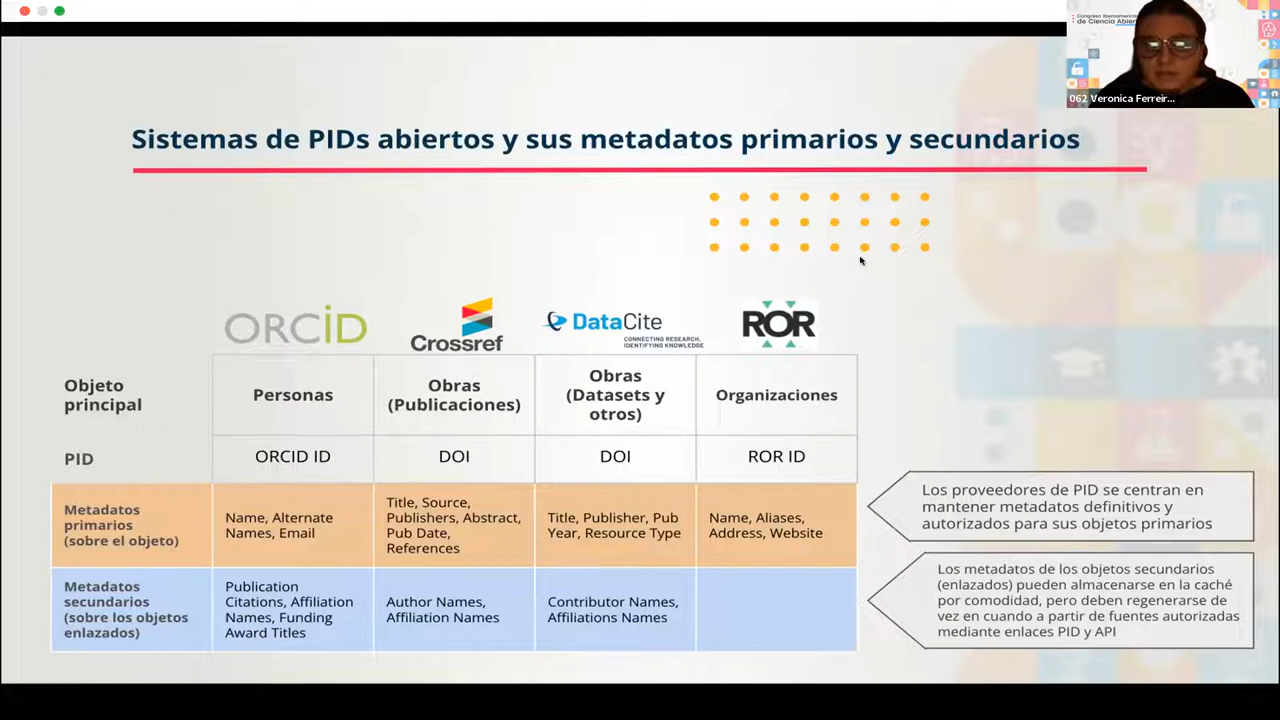 Congreso Iberoamerica
de Ciencia Abier
062 Veronica Ferreir...
Sistemas de PIDs abiertos y sus metadatos primarios y secundarios
ORCID
Crossref
DataCite
CONNECTING RESEARCH,
IDENTIFYING KNOWLEDGE
ROR
Objeto
principal
Personas
Obras
(Publicaciones)
Obras
(Datasets y
otros)
Organizaciones
PID
ORCID ID
DOI
DOI
ROR ID
Metadatos
primarios
(sobre el objeto)
Name, Alternate
Names, Email
Title, Source,
Publishers, Abstract,
Pub Date,
References
Title, Publisher, Pub
Year, Resource Type
Name, Aliases,
Address, Website
Metadatos
secundarios
(sobre los objetos
enlazados)
Publication
Citations, Affiliation
Names, Funding
Award Titles
Author Names,
Affiliation Names
Contributor Names,
Affiliations Names
Los proveedores de PID se centran en
mantener metadatos definitivos y
autorizados para sus objetos primarios
Los metadatos de los objetos secundarios
(enlazados) pueden almacenarse en la caché
por comodidad, pero deben regenerarse de
vez en cuando a partir de fuentes autorizadas
mediante enlaces PID y API